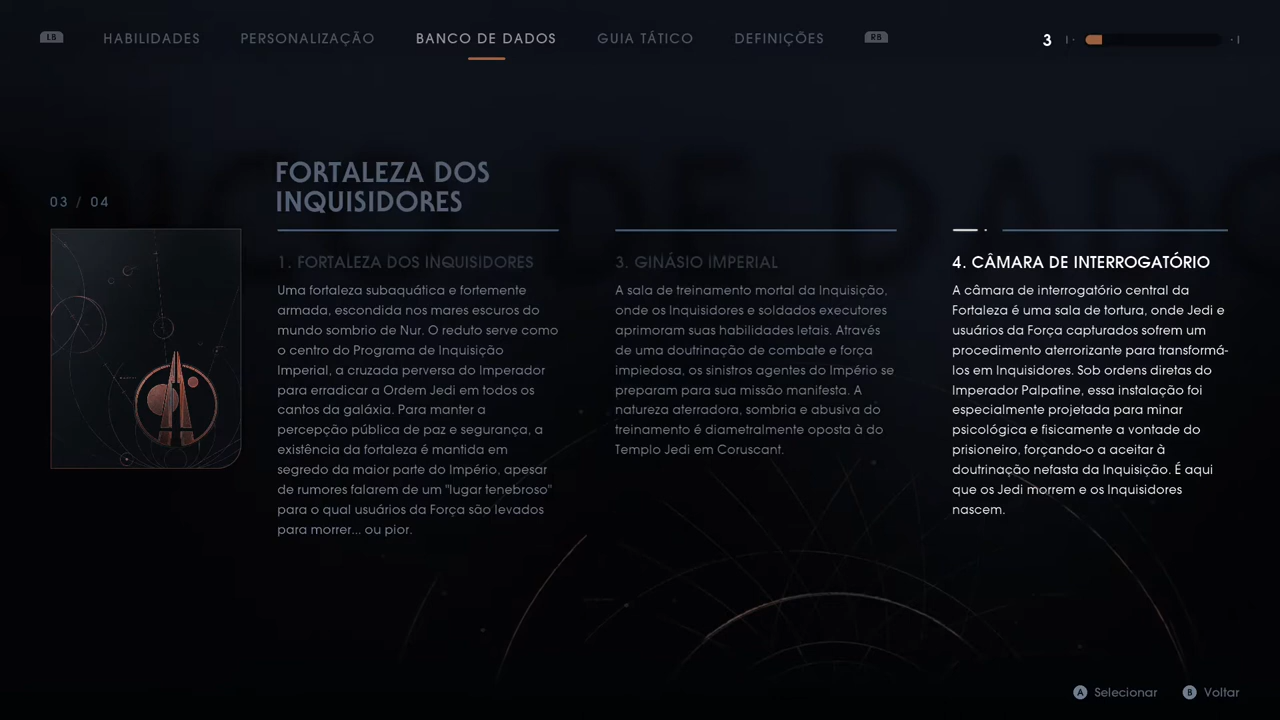 LB
HABILIDADES
PERSONALIZAÇÃO
BANCO DE DADOS
GUIA TÁTICO
DEFINIÇÕES
RB
3
03 / 04
FORTALEZA DOS
INQUISIDORES
1. FORTALEZA DOS INQUISIDORES
Uma fortaleza subaquática e fortemente
armada, escondida nos mares escuros do
mundo sombrio de Nur. O reduto serve como
o centro do Programa de Inquisição
Imperial, a cruzada perversa do Imperador
para erradicar a Ordem Jedi em todos os
cantos da galáxia. Para manter a
percepção pública de paz e segurança, a
existência da fortaleza é mantida em
segredo da maior parte do Império, apesar
de rumores falarem de um "lugar tenebroso"
para o qual usuários da Força são levados
para morrer... ou pior.
3. GINÁSIO IMPERIAL
A sala de treinamento mortal da Inquisição,
onde os Inquisidores e soldados executores
aprimoram suas habilidades letais. Através
de uma doutrinação de combate e força
impiedosa, os sinistros agentes do Império se
preparam para sua missão manifesta. A
natureza aterradora, sombria e abusiva do
treinamento é diametralmente oposta à do
Templo Jedi em Coruscant.
4. CÂMARA DE INTERROGATÓRIO
A câmara de interrogatório central da
Fortaleza é uma sala de tortura, onde Jedi e
usuários da Força capturados sofrem um
procedimento aterrorizante para transformá-
los em Inquisidores. Sob ordens diretas do
Imperador Palpatine, essa instalação foi
especialmente projetada para minar
psicológica e fisicamente a vontade do
prisioneiro, forçando-o a aceitar à
doutrinação nefasta da Inquisição. É aqui
que os Jedi morrem e os Inquisidores
nascem.
A Selecionar
B Voltar